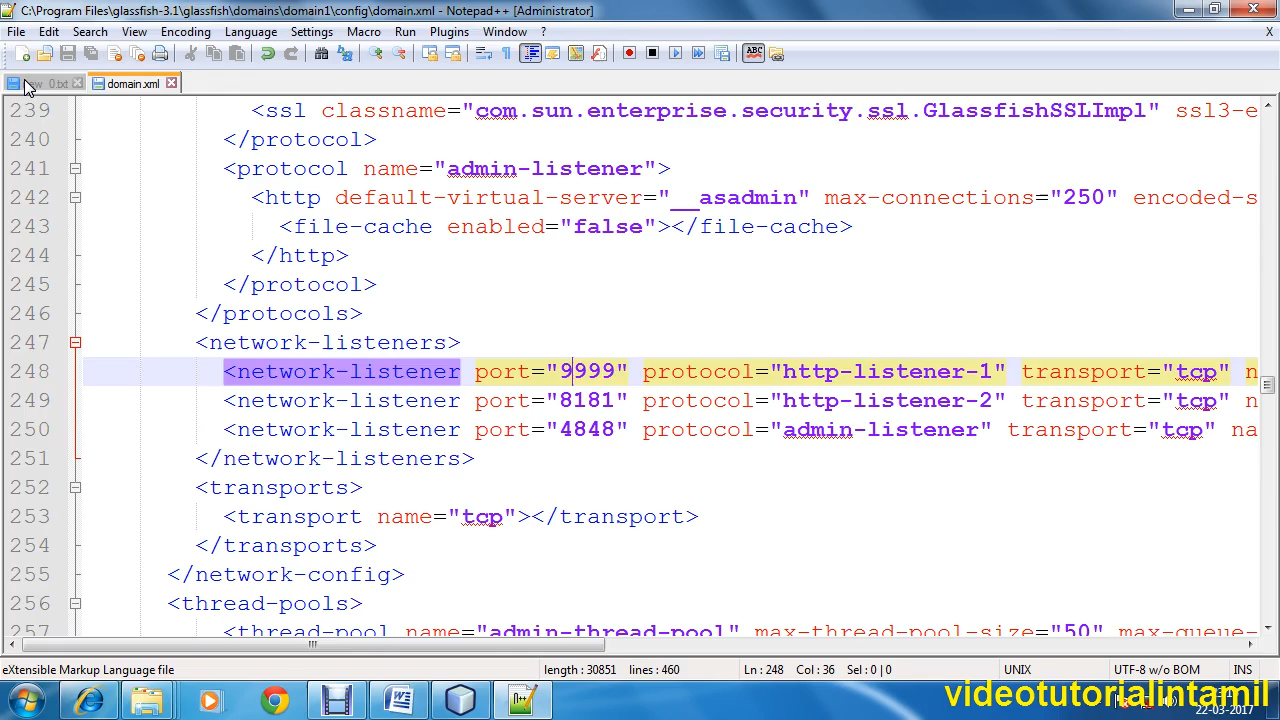 C:\Program Files\glassfish-3.1\glassfish\domains\domain1\config\domain.xml - Notepad++ [Administrator]
File Edit Search View Encoding Language Settings Macro Run Plugins Window ? X
0.txt domain.xml
239 <ssl classname="com.sun.enterprise.security.ssl.GlassfishSSLImpl" ssl3-e
240 </protocol>
241 <protocol name="admin-listener">
242 <http default-virtual-server="__asadmin" max-connections="250" encoded-s
243 <file-cache enabled="false"></file-cache>
244 </http>
245 </protocol>
246 </protocols>
247 <network-listeners>
248 <network-listener port="9999" protocol="http-listener-1" transport="tcp" n
249 <network-listener port="8181" protocol="http-listener-2" transport="tcp" n
250 <network-listener port="4848" protocol="admin-listener" transport="tcp" na
251 </network-listeners>
252 <transports>
253 <transport name="tcp"></transport>
254 </transports>
255 </network-config>
256 <thread-pools>
257 <thread-pool name="admin-thread-pool" max-thread-pool-size="50" max-queue-
eXtensible Markup Language file length : 30851 lines : 460 Ln : 248 Col : 36 Sel : 0 | 0 UNIX UTF-8 w/o BOM INS
videotutorialintamil
22-03-2017